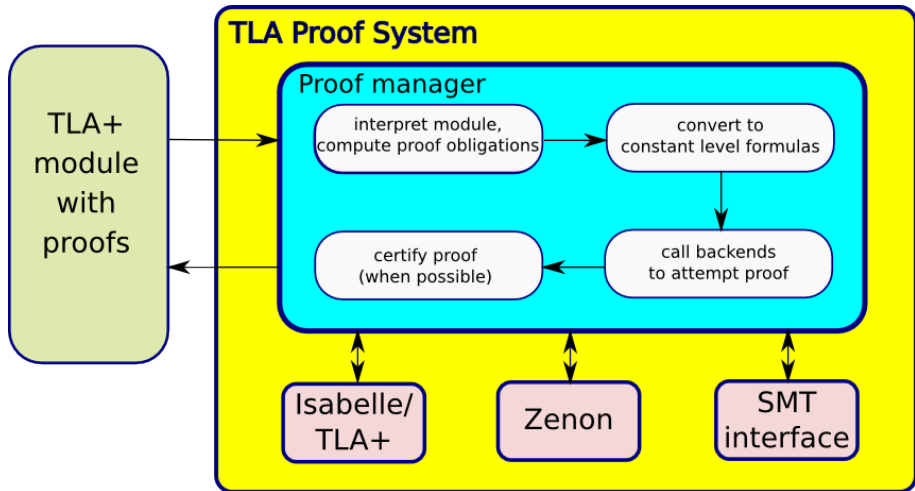 TLA Proof System
Proof manager
TLA+
module
with
proofs
interpret module,
compute proof obligations
convert to
constant level formulas
certify proof
(when possible)
call backends
to attempt proof
Isabelle/
TLA+
Zenon
SMT
interface